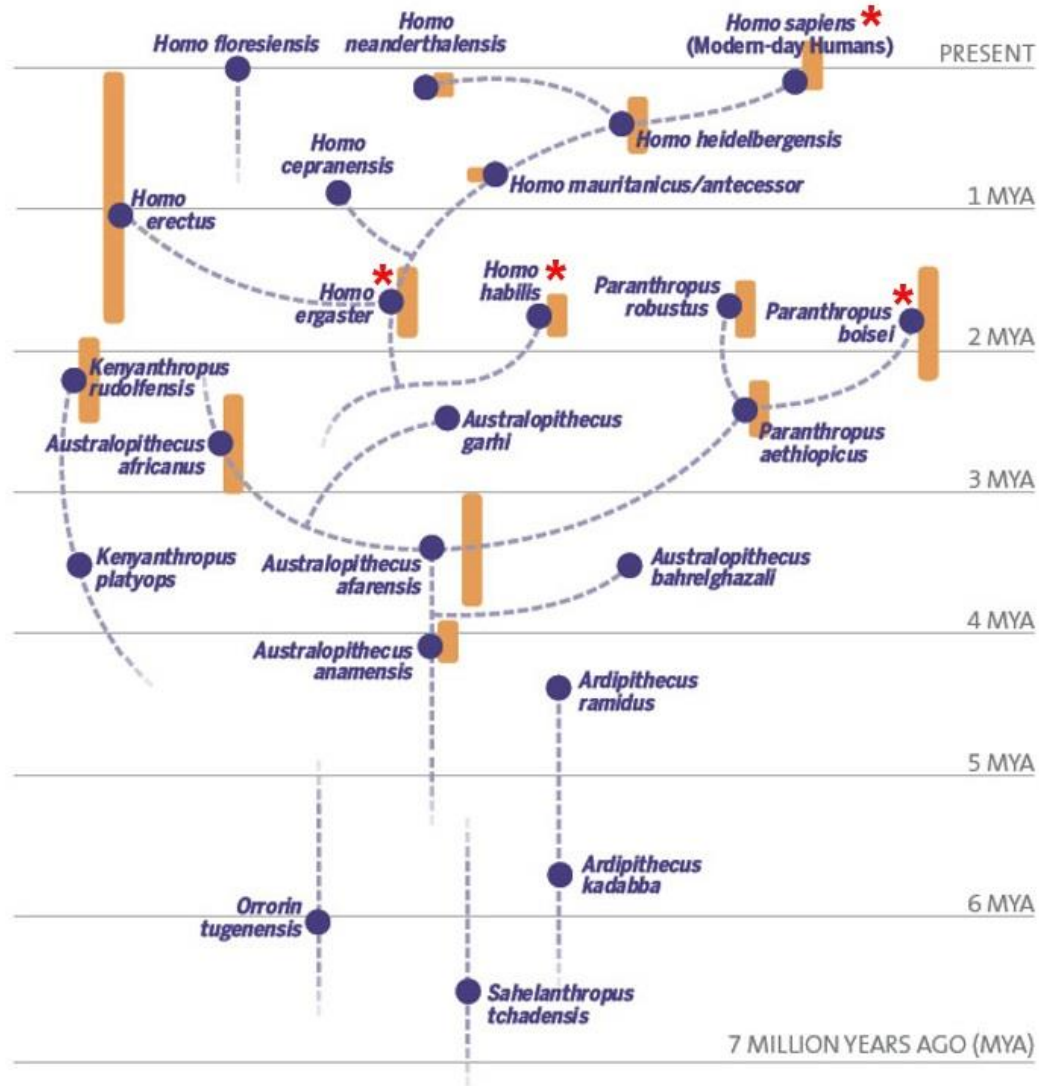 Homo floresiensis
Homo
neanderthalensis
Homo sapiens *
(Modern-day Humans)
PRESENT
Homo
cepranensis
Homo heidelbergensis
Homo mauritanicus/antecessor
Homo
erectus
1 MYA
*
Homo
ergaster
Homo *
habilis
Paranthropus
robustus
*
Paranthropus
boisei
2 MYA
Kenyanthropus
rudolfensis
Australopithecus
africanus
Australopithecus
garhi
Paranthropus
aethiopicus
3 MYA
Kenyanthropus
platyops
Australopithecus
afarensis
Australopithecus
bahrelghazali
4 MYA
Australopithecus
anamensis
Ardipithecus
ramidus
5 MYA
Ardipithecus
kadabba
Orrorin
tugenensis
6 MYA
Sahelanthropus
tchadensis
7 MILLION YEARS AGO (MYA)